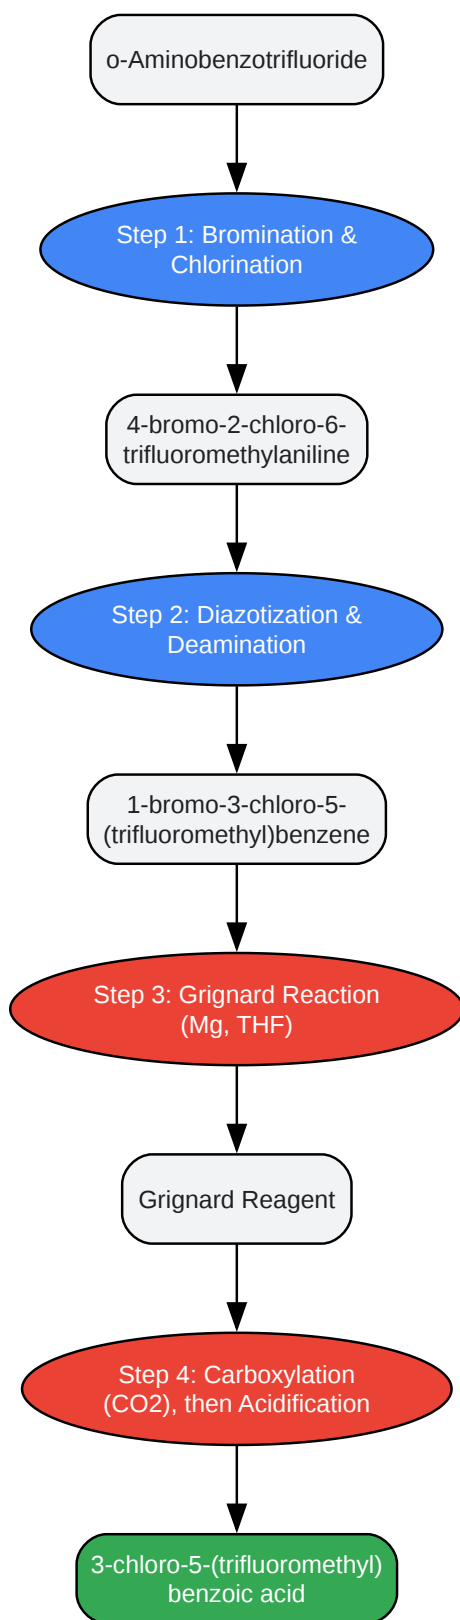 o-Aminobenzotrifluoride
Step 1: Bromination &
Chlorination
4-bromo-2-chloro-6-
trifluoromethylaniline
Step 2: Diazotization &
Deamination
1-bromo-3-chloro-5-
(trifluoromethyl)benzene
Step 3: Grignard Reaction
(Mg, THF)
Grignard Reagent
Step 4: Carboxylation
(CO2), then Acidification
3-chloro-5-(trifluoromethyl)
benzoic acid